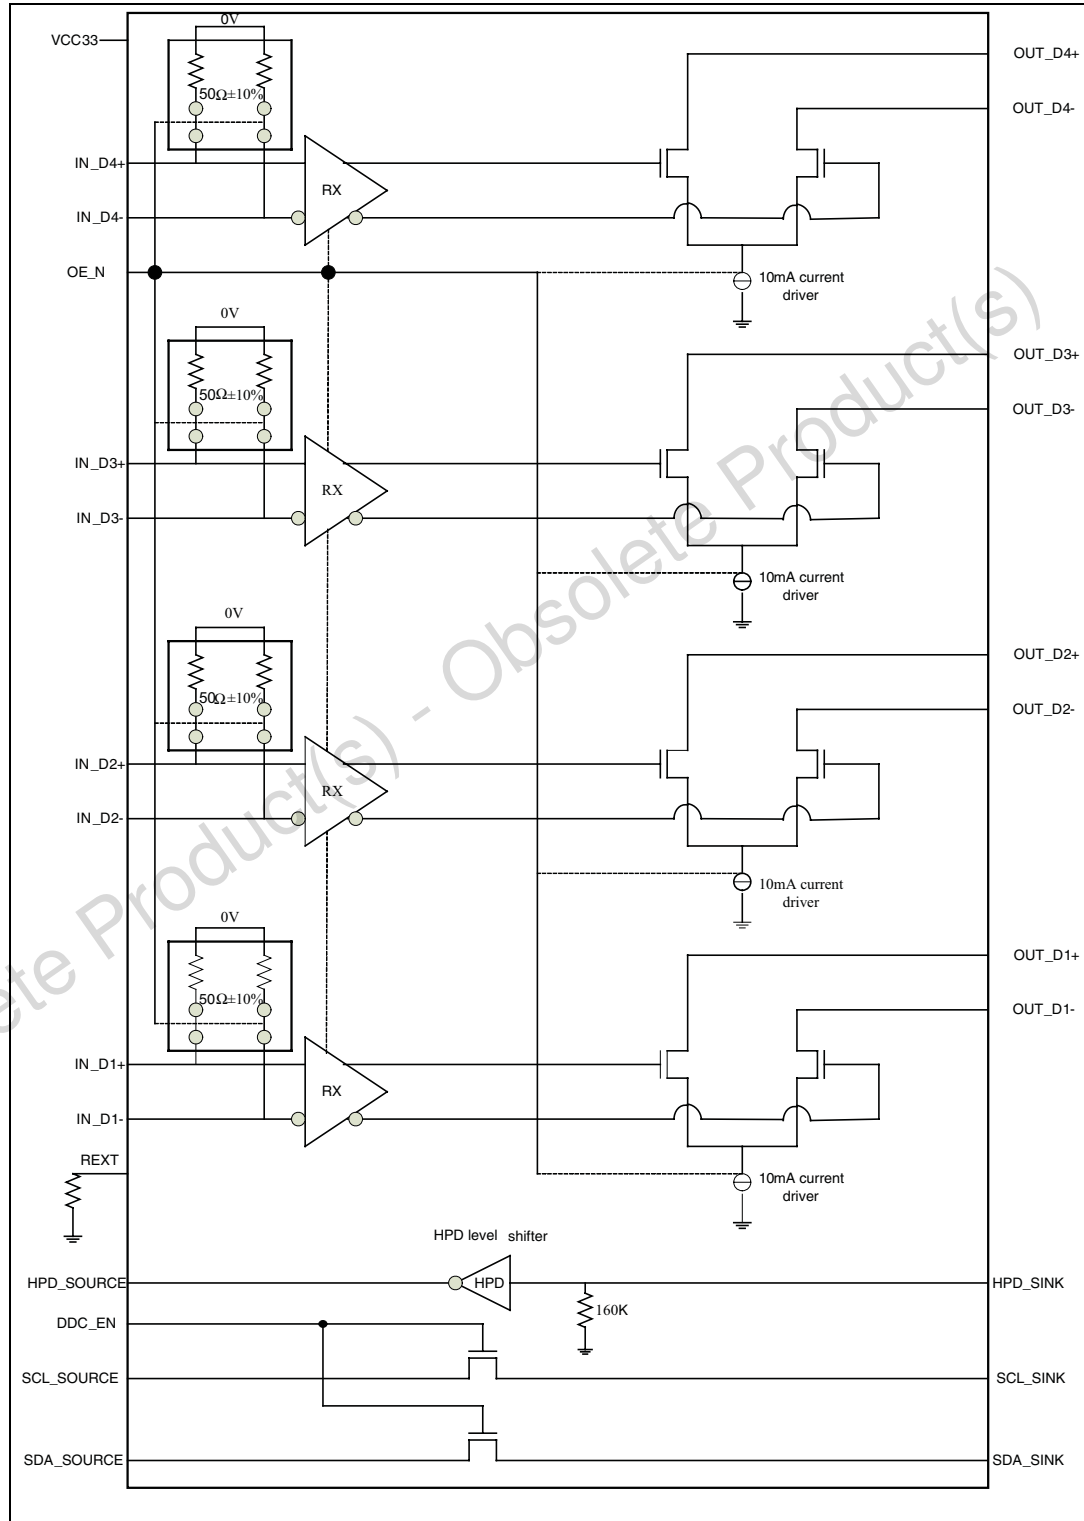 0V
VCC33
OUT_D4+
50Ω±10%
OUT_D4-
IN_D4+
RX
IN_D4-
OE_N
10mA current
driver
0V
OUT_D3+
50Ω±10%
OUT_D3-
IN_D3+
RX
IN_D3-
10mA current
driver
0V
OUT_D2+
50Ω±10%
OUT_D2-
IN_D2+
RX
IN_D2-
10mA current
driver
0V
OUT_D1+
50Ω±10%
OUT_D1-
IN_D1+
RX
IN_D1-
REXT
10mA current
driver
HPD level shifter
HPD_SOURCE
HPD
HPD_SINK
160K
DDC_EN
SCL_SOURCE
SCL_SINK
SDA_SOURCE
SDA_SINK
ete Product(s) - Obsolete Product(s)